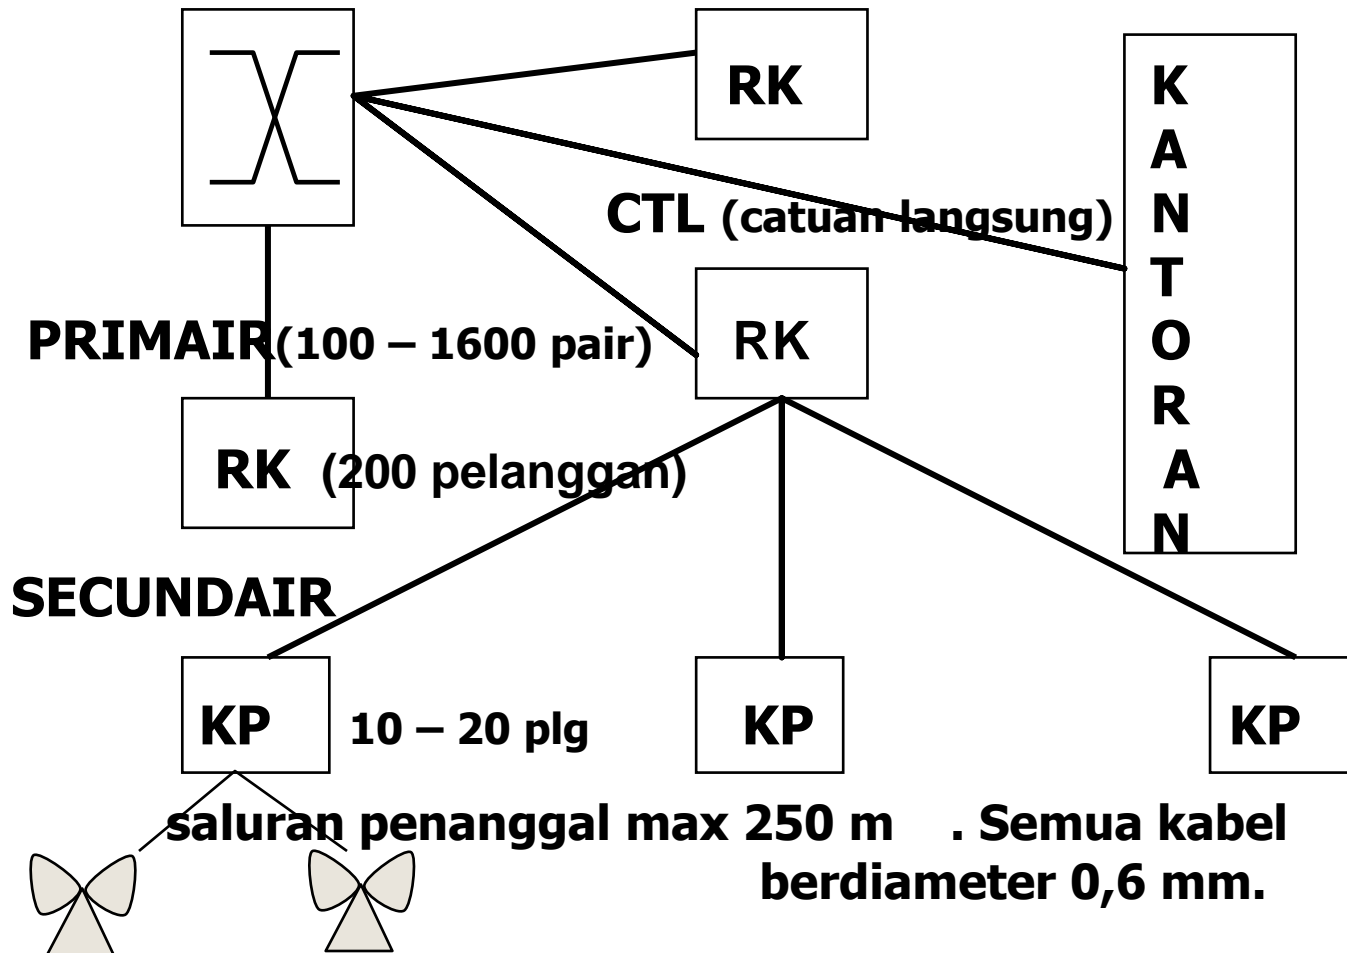 RK
K
A
N
T
O
R
A
N
CTL (catuan langsung)
PRIMAIR(100 – 1600 pair)
RK
RK (200 pelanggan)
SECUNDAIR
KP
10 – 20 plg
KP
KP
saluran penanggal max 250 m . Semua kabel
berdiameter 0,6 mm.